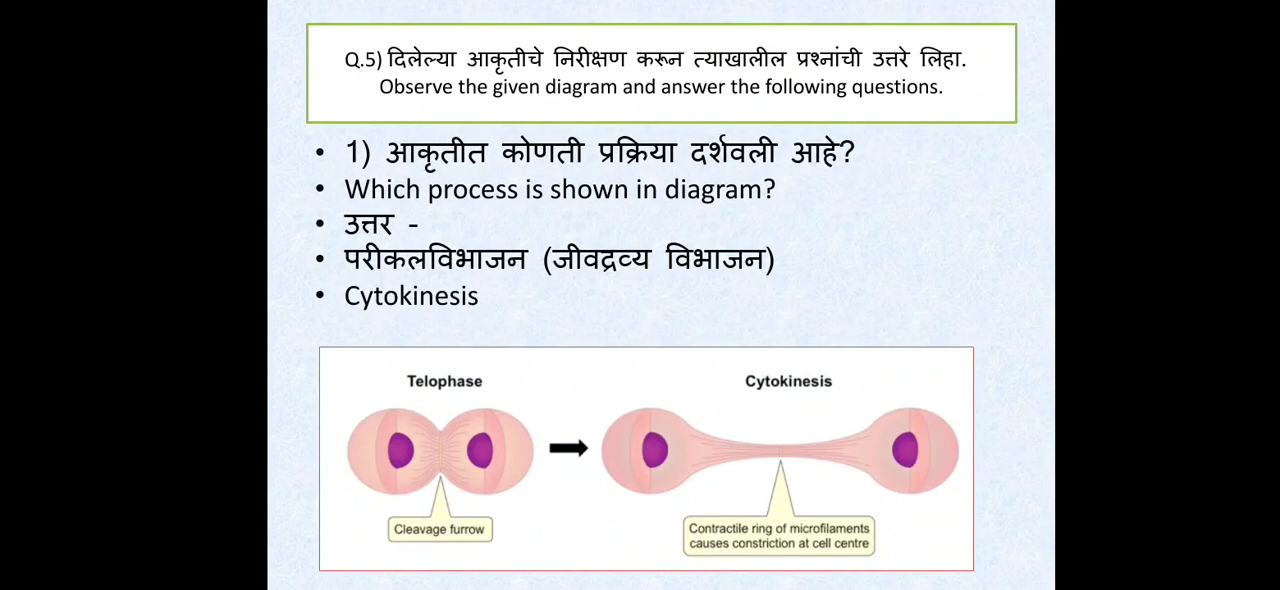 Q.5) दिलेल्या आकृतीचे निरीक्षण करून त्याखालील प्रश्नांची उत्तरे लिहा.
Observe the given diagram and answer the following questions.
• 1) आकृतीत कोणती प्रक्रिया दर्शवली आहे?
• Which process is shown in diagram?
• उत्तर -
• परीकलविभाजन (जीवद्रव्य विभाजन)
• Cytokinesis
Telophase
Cytokinesis
Cleavage furrow
Contractile ring of microfilaments
causes constriction at cell centre